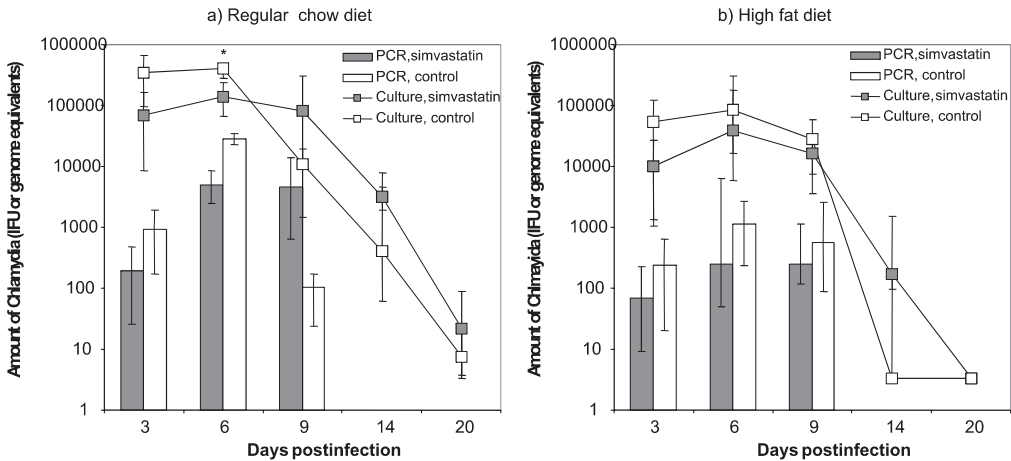 a) Regular chow diet
1000000
100000
10000
1000
100
10
1
Amount of Chlamydia (IFU or genome equivalents)
PCR, simvastatin
PCR, control
Culture, simvastatin
Culture, control
*
3 6 9 14 20
Days postinfection
b) High fat diet
1000000
100000
10000
1000
100
10
1
Amount of Chlmayida (IFU or genome equivalents)
PCR, simvastatin
PCR, control
Culture, simvastatin
Culture, control
3 6 9 14 20
Days postinfection